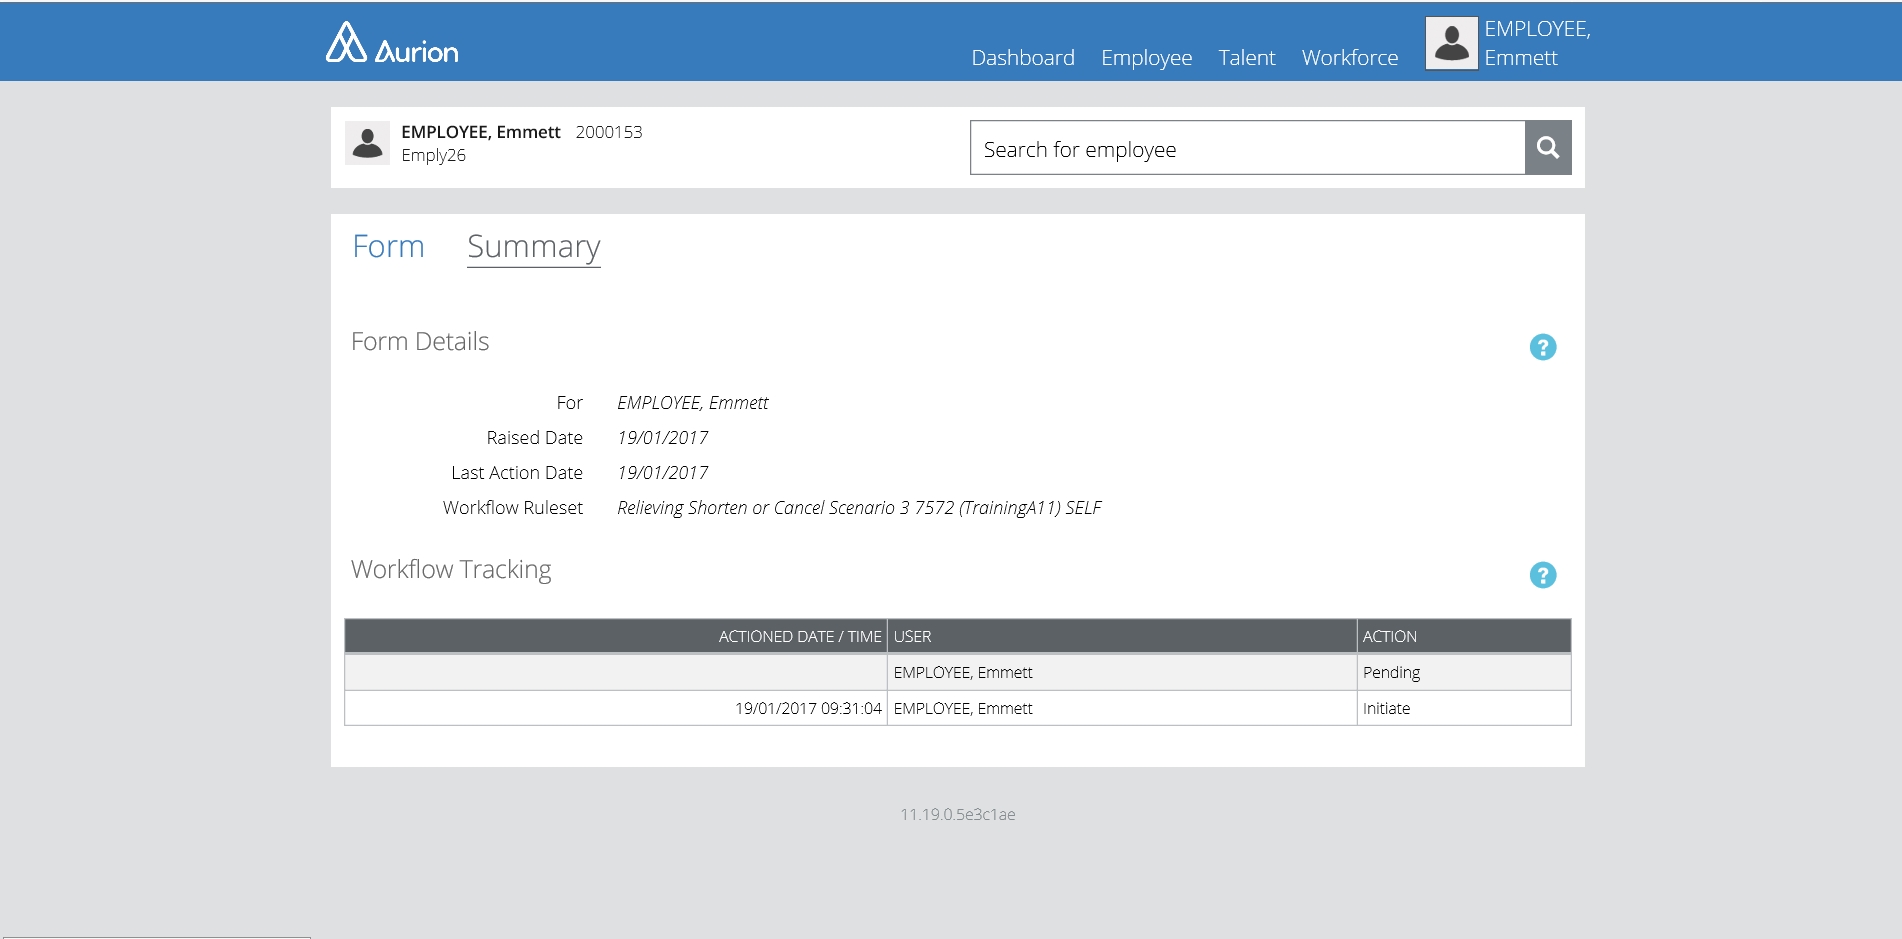 Aurion
Dashboard Employee Talent Workforce
EMPLOYEE,
Emmett
EMPLOYEE, Emmett 2000153
Emply26
Search for employee
Form Summary
Form Details
?
For EMPLOYEE, Emmett
Raised Date 19/01/2017
Last Action Date 19/01/2017
Workflow Ruleset Relieving Shorten or Cancel Scenario 3 7572 (TrainingA11) SELF
Workflow Tracking
?
ACTIONED DATE / TIME USER ACTION
EMPLOYEE, Emmett Pending
19/01/2017 09:31:04 EMPLOYEE, Emmett Initiate
11.19.0.5e3c1ae